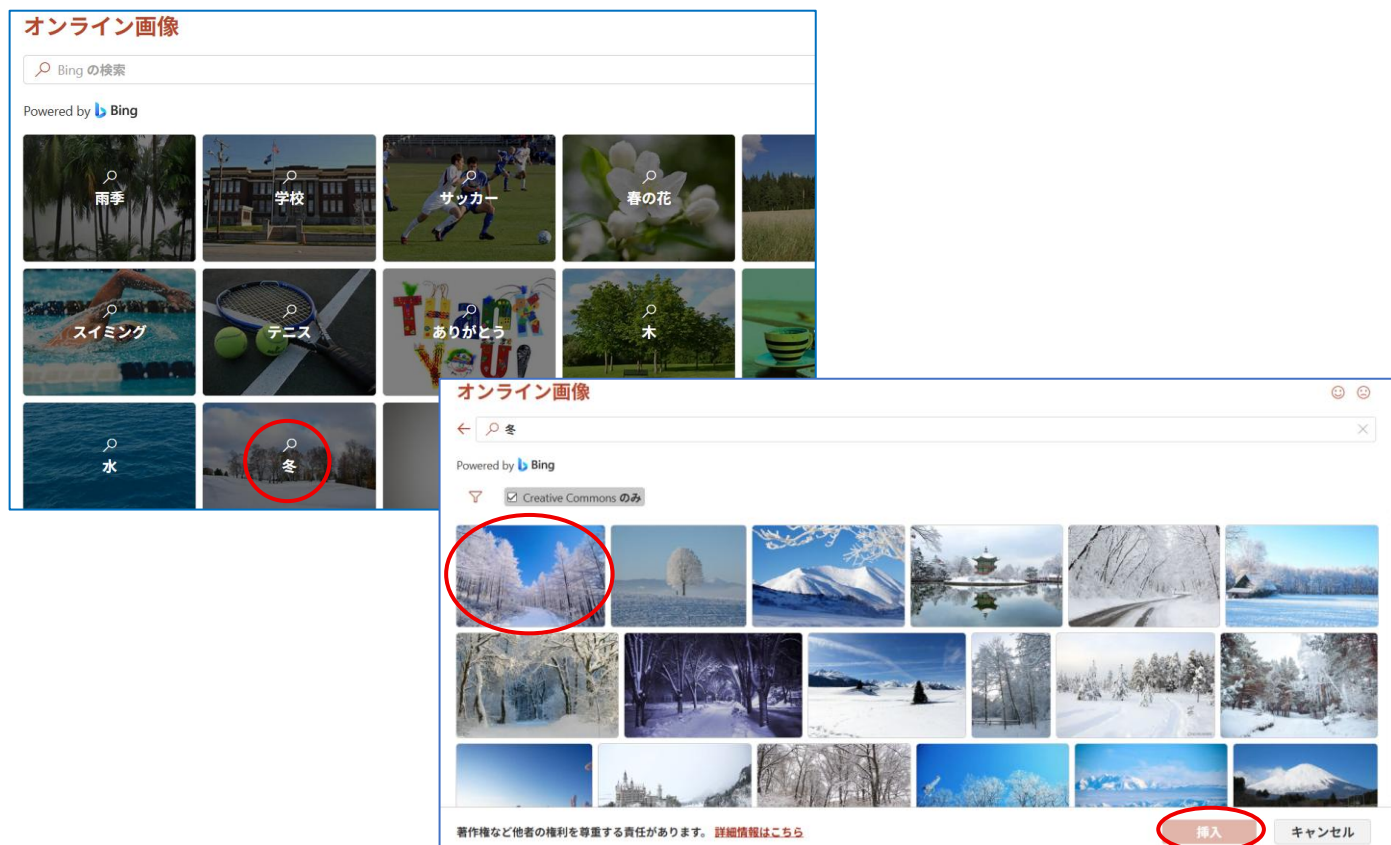 オンライン画像
Bing の検索
Powered by Bing
雨季
学校
サッカー
春の花
スイミング
テニス
THANK YOU!
ありがとう
木
水
冬
オンライン画像
冬
Powered by Bing
Creative Commons のみ
著作権など他者の権利を尊重する責任があります。 詳細情報はこちら
挿入
キャンセル